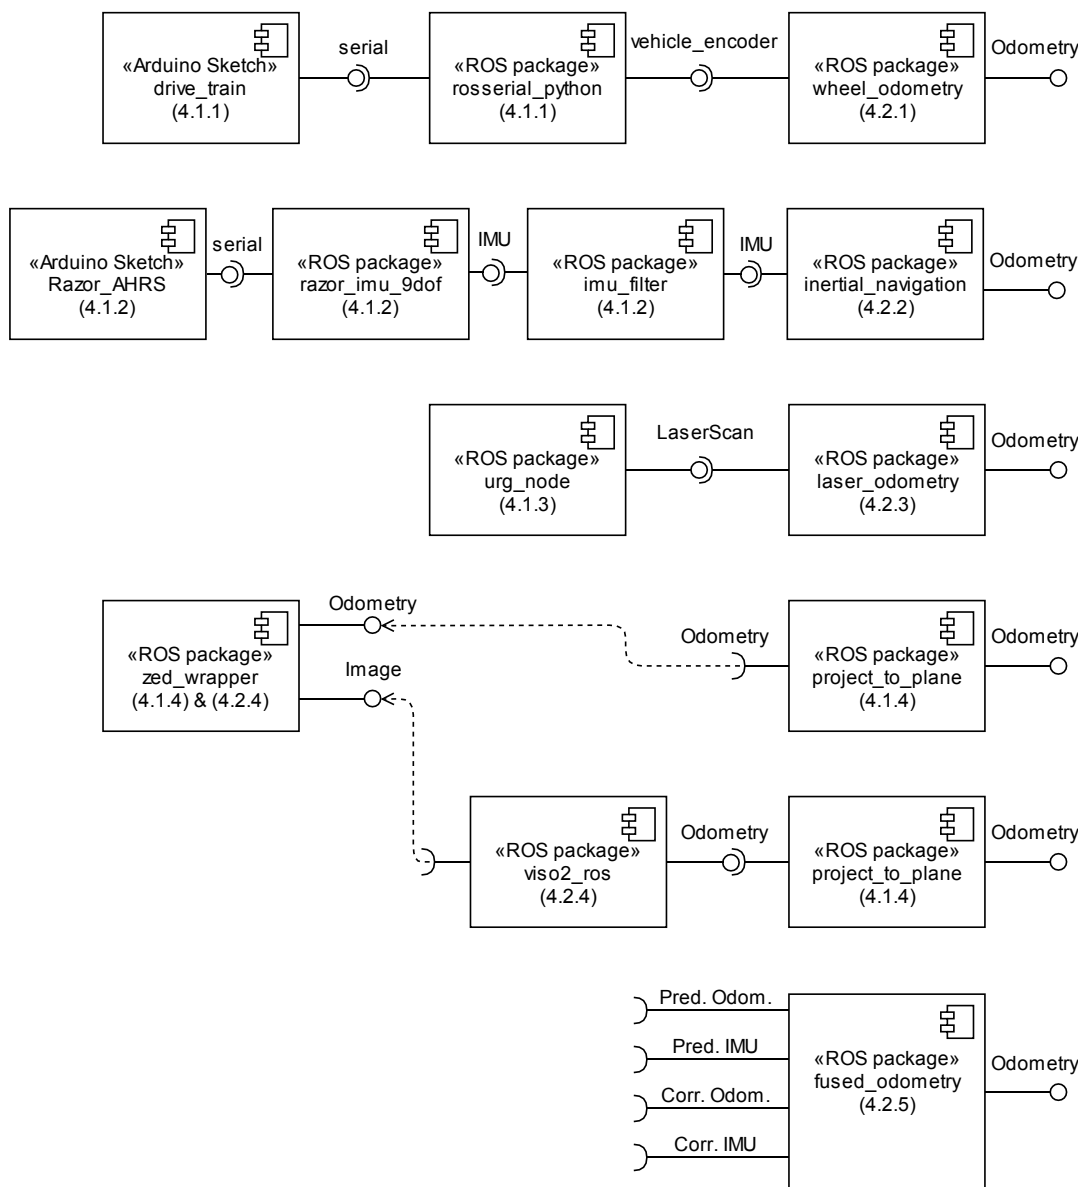 serial
vehicle_encoder
Odometry
«Arduino Sketch»
drive_train
(4.1.1)
«ROS package»
rosserial_python
(4.1.1)
«ROS package»
wheel_odometry
(4.2.1)
serial
IMU
IMU
Odometry
«Arduino Sketch»
Razor_AHRS
(4.1.2)
«ROS package»
razor_imu_9dof
(4.1.2)
«ROS package»
imu_filter
(4.1.2)
«ROS package»
inertial_navigation
(4.2.2)
LaserScan
Odometry
«ROS package»
urg_node
(4.1.3)
«ROS package»
laser_odometry
(4.2.3)
Odometry
Image
«ROS package»
zed_wrapper
(4.1.4) & (4.2.4)
Odometry
Odometry
«ROS package»
project_to_plane
(4.1.4)
«ROS package»
viso2_ros
(4.2.4)
Odometry
Odometry
«ROS package»
project_to_plane
(4.1.4)
Pred. Odom.
Pred. IMU
Corr. Odom.
Corr. IMU
«ROS package»
fused_odometry
(4.2.5)
Odometry